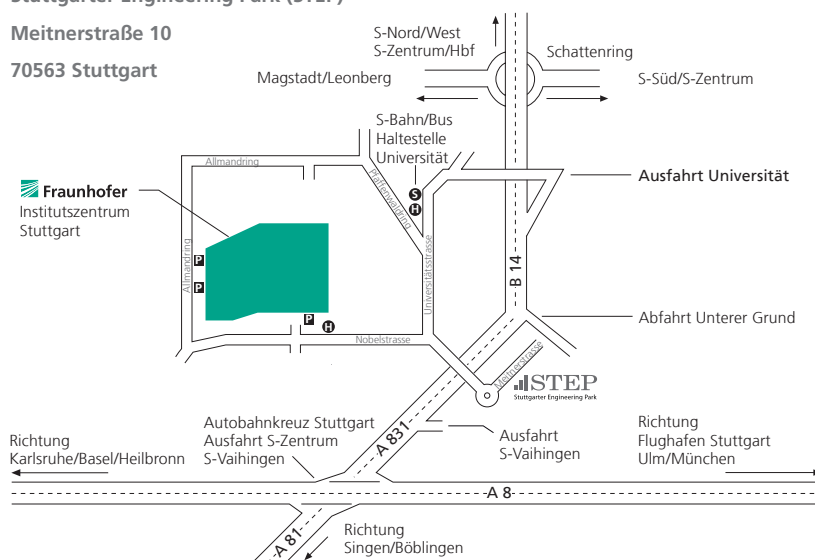 Stuttgarter Engineering Park (STEP)
Meitnerstraße 10
70563 Stuttgart
S-Nord/West
S-Zentrum/Hbf
Schattenring
Magstadt/Leonberg
S-Süd/S-Zentrum
S-Bahn/Bus
Haltestelle
Universität
Allmandring
Pfaffenwaldring
Ausfahrt Universität
Fraunhofer
Institutszentrum
Stuttgart
S
H
Allmandring
P
P
Universitätsstrasse
B 14
P
H
Abfahrt Unterer Grund
Nobelstrasse
Meitnerstrasse
STEP
Stuttgarter Engineering Park
Autobahnkreuz Stuttgart
Ausfahrt S-Zentrum
S-Vaihingen
A 831
Ausfahrt
S-Vaihingen
Richtung
Karlsruhe/Basel/Heilbronn
Richtung
Flughafen Stuttgart
Ulm/München
A 8
A 81
Richtung
Singen/Böblingen